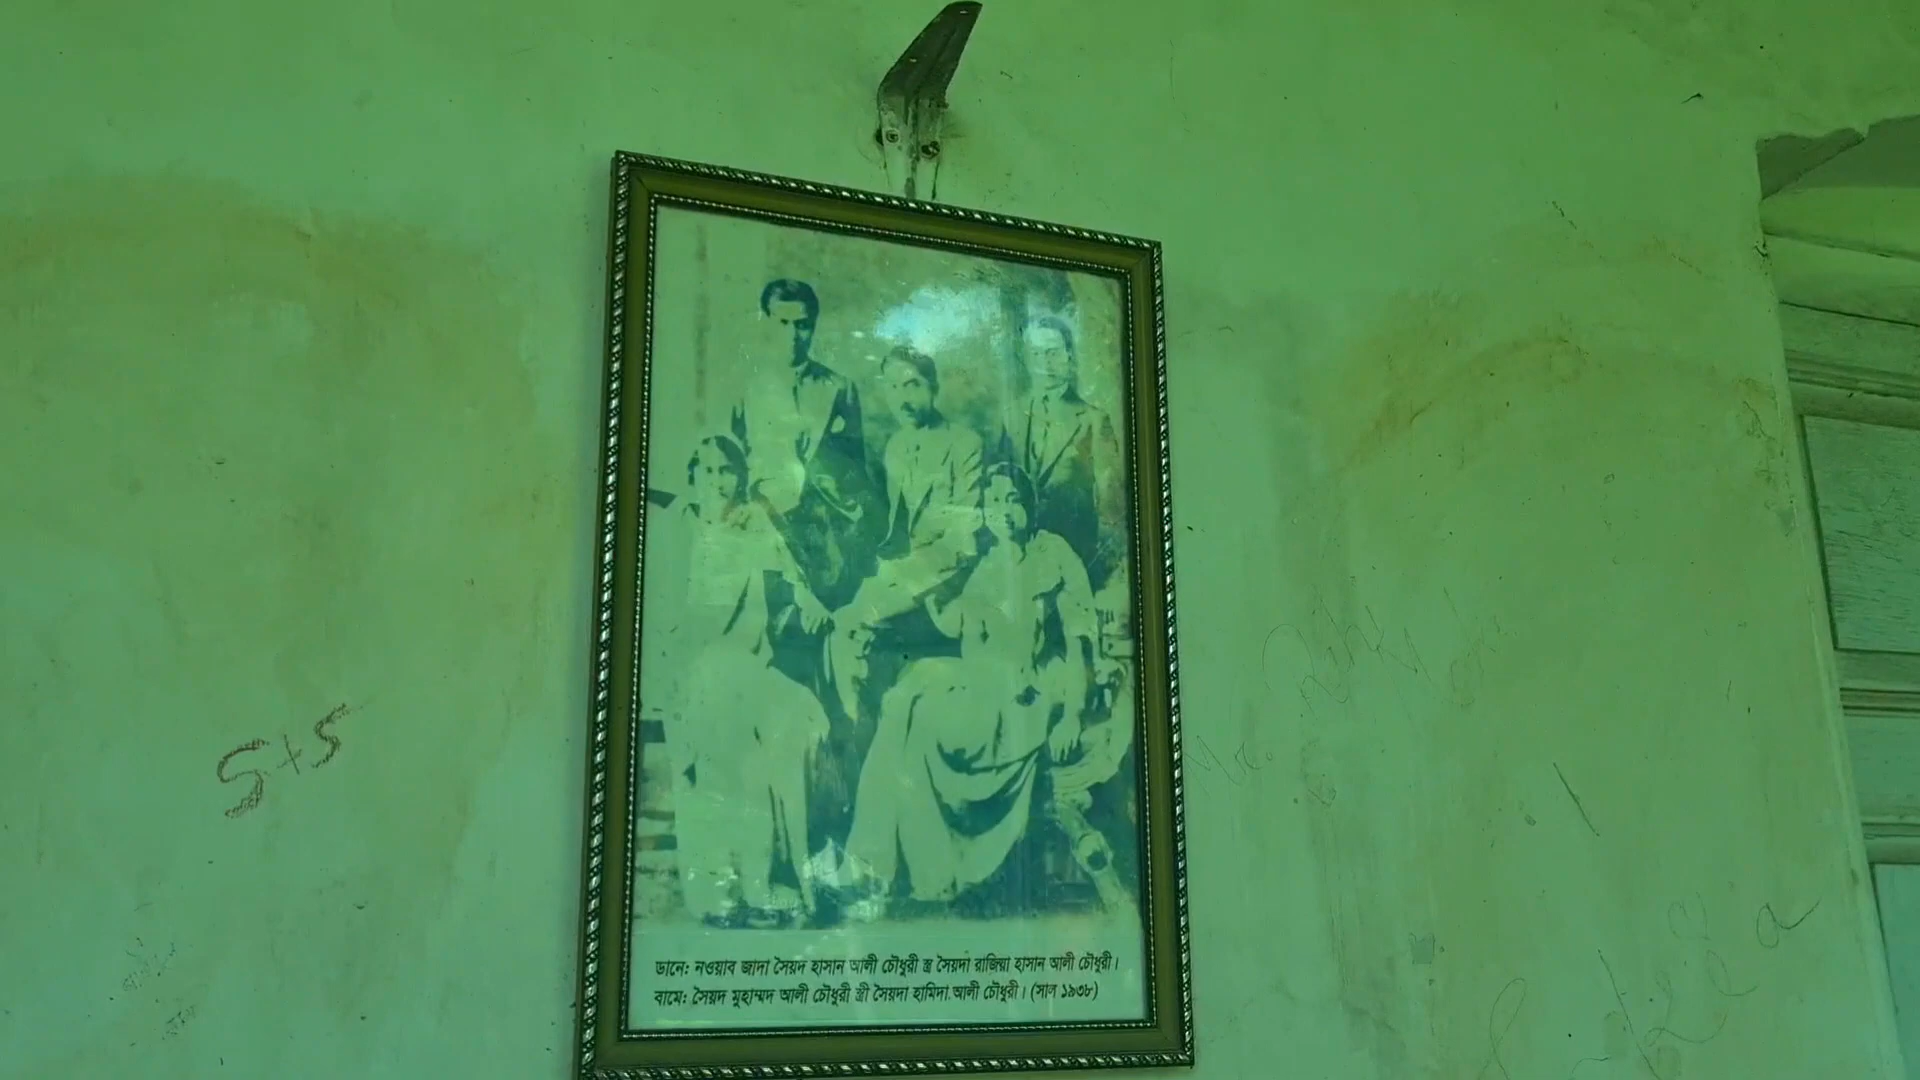 S+S
ডানে: নওয়াব জাদা সৈয়দ হাসান আলী চৌধুরী স্ত্র সৈয়দা রাজিয়া হাসান আলী চৌধুরী।
বামে: সৈয়দ মুহাম্মদ আলী চৌধুরী স্ত্রী সৈয়দা হামিদা আলী চৌধুরী। (সাল ১৯৩৮)